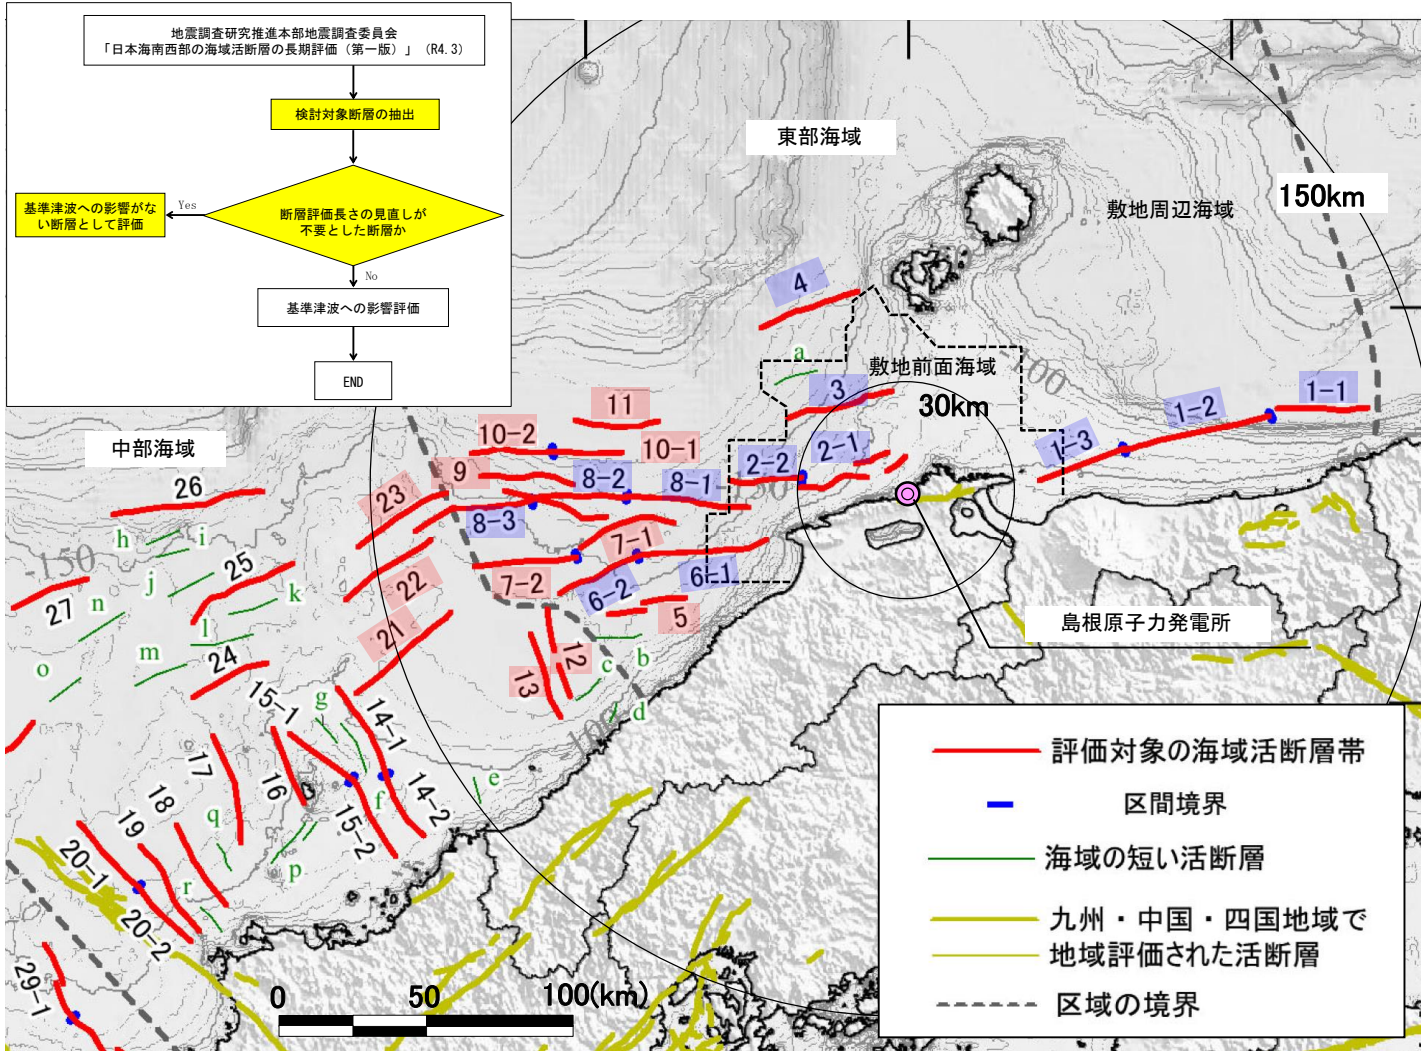 地震調査研究推進本部地震調査委員会
「日本海南西部の海域活断層の長期評価（第一版）」（R4.3）
検討対象断層の抽出
断層評価長さの見直しが
不要とした断層か
Yes
基準津波への影響がな
い断層として評価
No
基準津波への影響評価
END
東部海域
敷地周辺海域
150km
4
a
敷地前面海域
3
30km
100
1-1
1-2
1-3
11
10-2
10-1
中部海域
2-1
2-2
9
8-2
8-1
150
26
23
8-3
7-1
h
i
-150
25
j
k
22
7-2
6-2
6-1
27
n
5
島根原子力発電所
l
21
m
24
12
b
c
o
13
d
15-1
g
14-1
100
17
16
e
f
14-2
18
q
15-2
19
p
20-1
r
20-2
29-1
0
50
100(km)
評価対象の海域活断層帯
区間境界
海域の短い活断層
九州・中国・四国地域で
地域評価された活断層
区域の境界